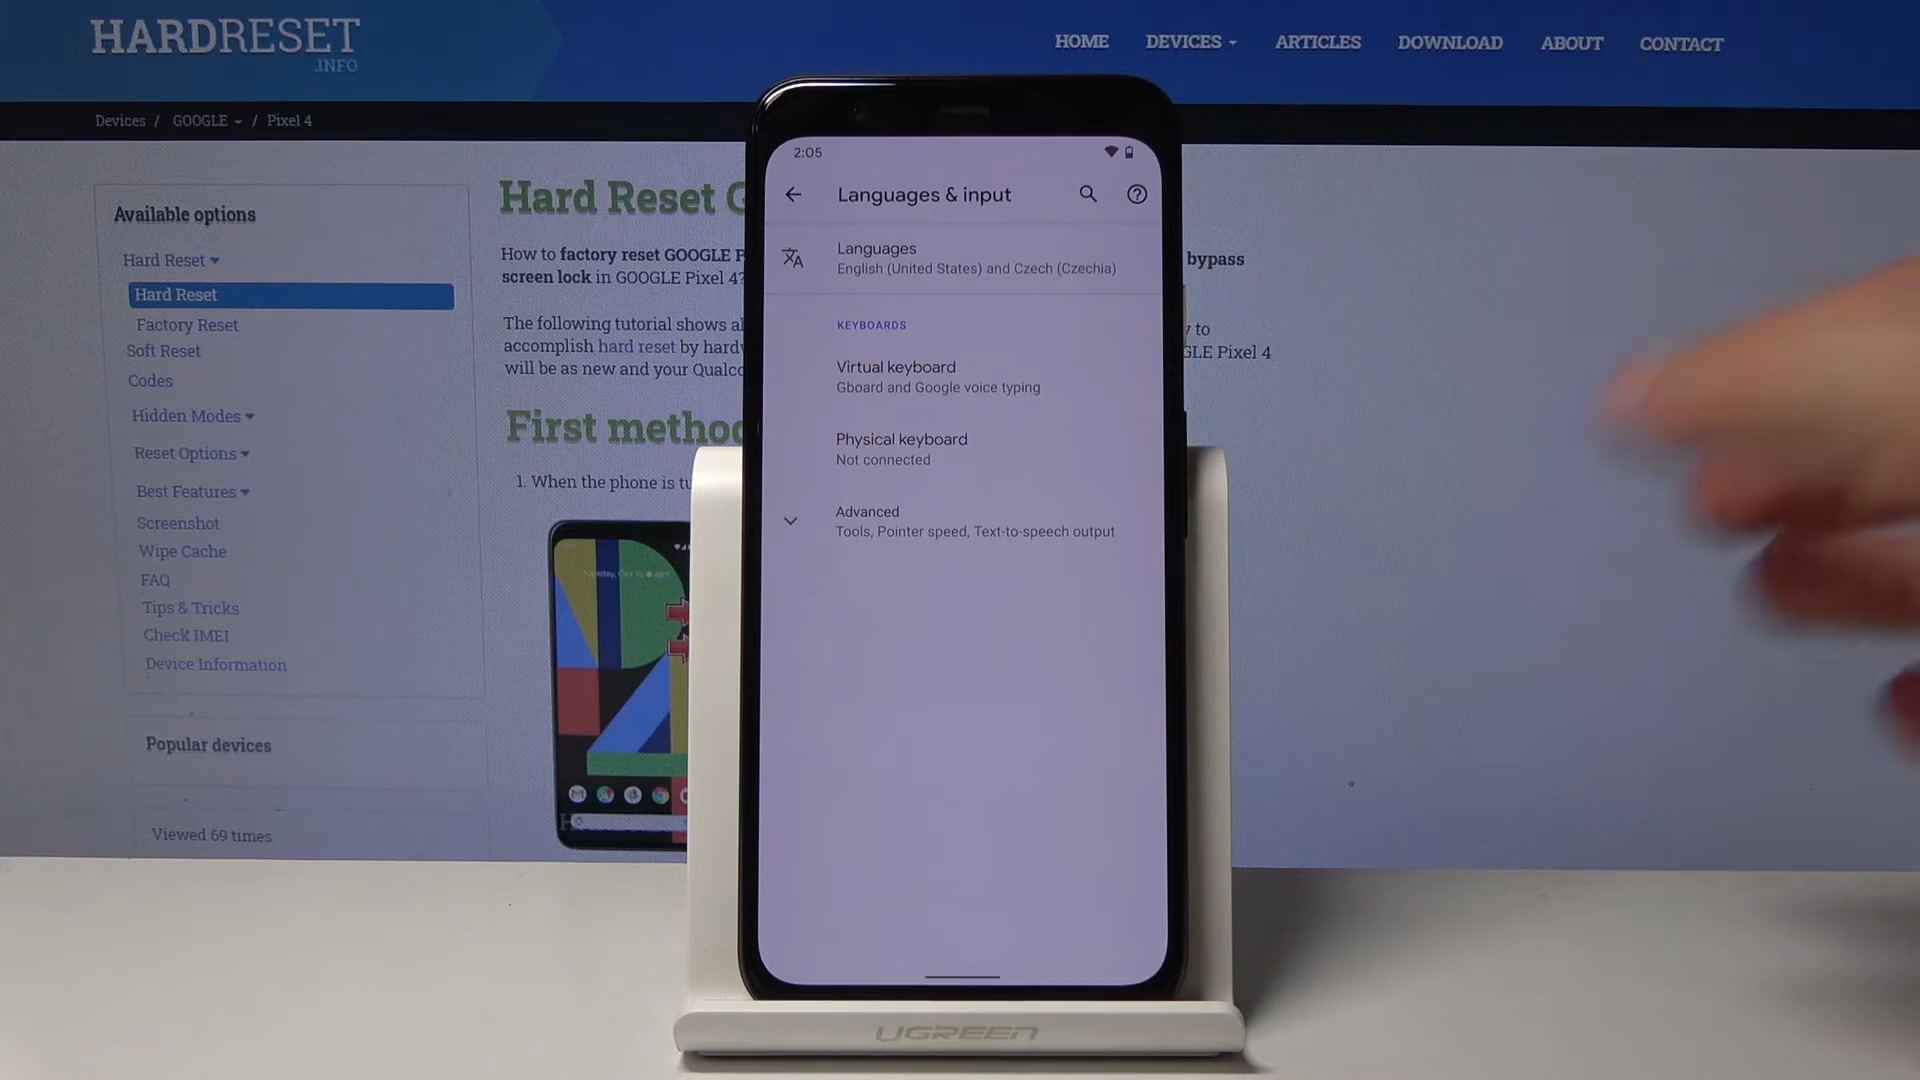 HARDRESET
.INFO
HOME
DEVICES
ARTICLES
DOWNLOAD
ABOUT
CONTACT
Devices / GOOGLE / Pixel 4
Available options
Hard Reset
Hard Reset
Factory Reset
Soft Reset
Codes
Hidden Modes
Reset Options
Best Features
Screenshot
Wipe Cache
FAQ
Tips & Tricks
Check IMEI
Device Information
Popular devices
Viewed 69 times
Hard Reset G
How to factory reset GOOGLE P
bypass
screen lock in GOOGLE Pixel 4?
The following tutorial shows al
to
accomplish hard reset by hardw
GLE Pixel 4
will be as new and your Qualco
First method
1. When the phone is tu
2:05
Languages & input
Languages
English (United States) and Czech (Czechia)
KEYBOARDS
Virtual keyboard
Gboard and Google voice typing
Physical keyboard
Not connected
Advanced
Tools, Pointer speed, Text-to-speech output
UGREEN